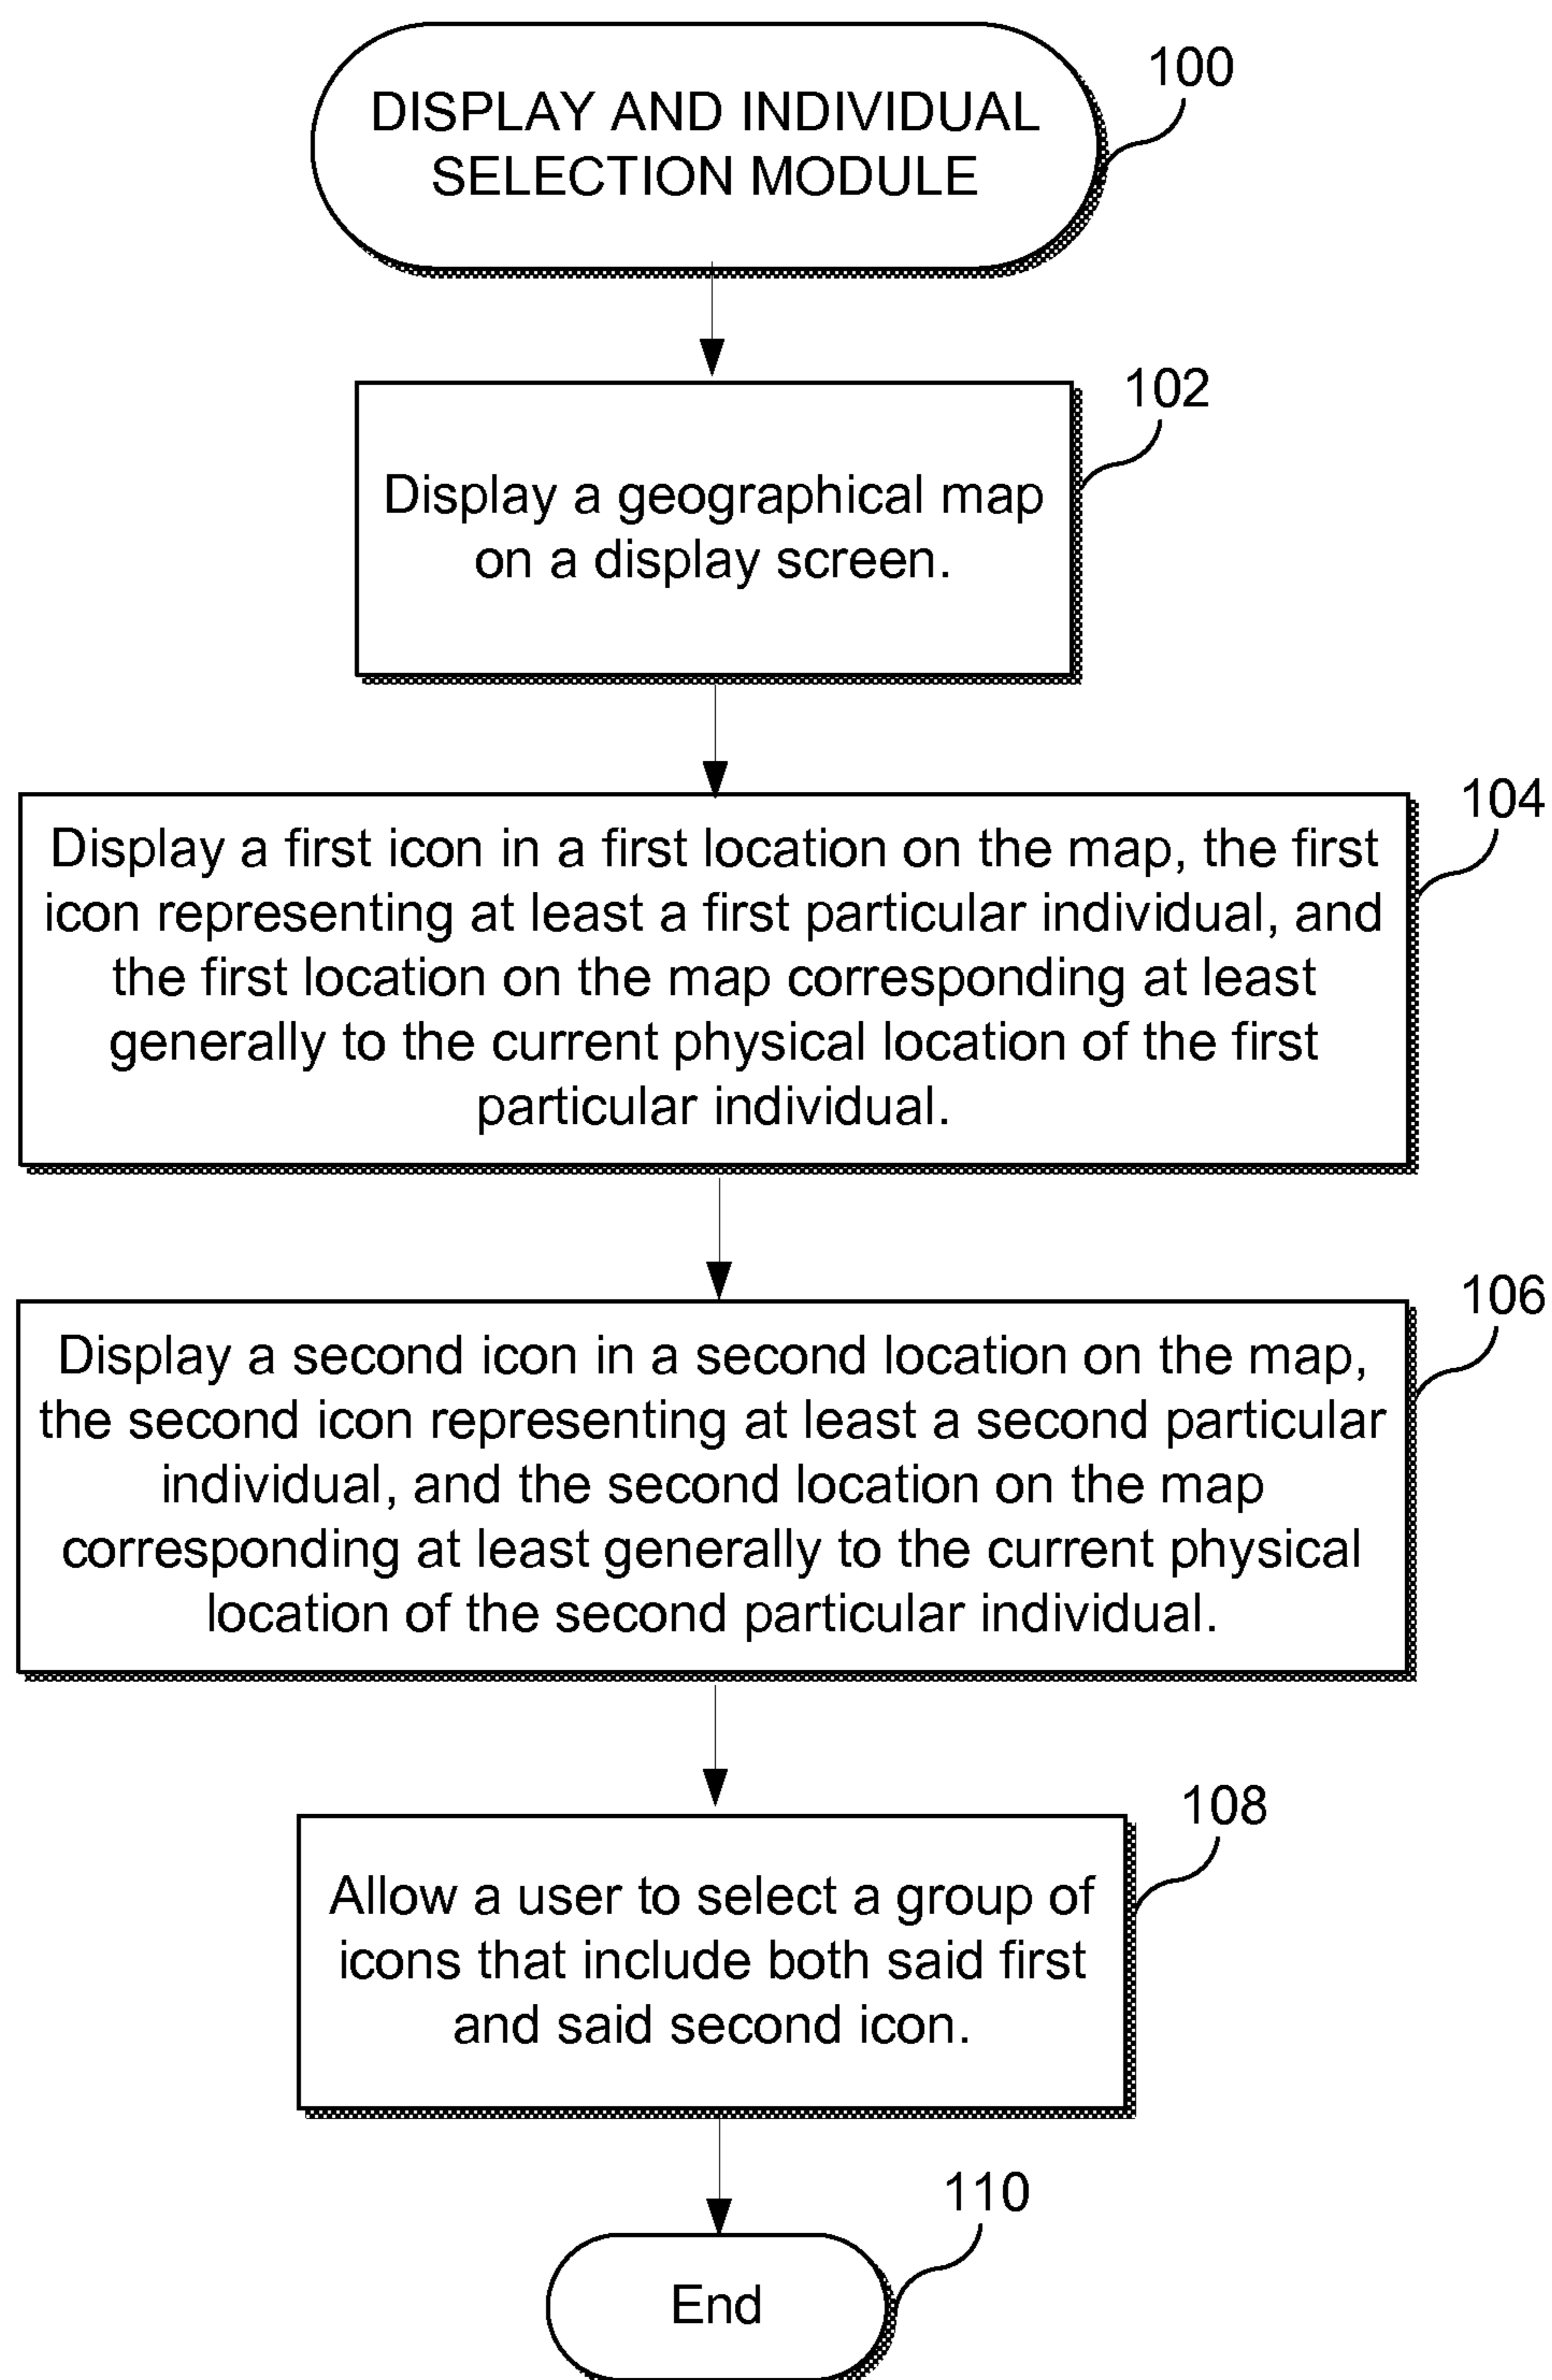 100
DISPLAY AND INDIVIDUAL
SELECTION MODULE
102
Display a geographical map
on a display screen.
104
Display a first icon in a first location on the map, the first
icon representing at least a first particular individual, and
the first location on the map corresponding at least
generally to the current physical location of the first
particular individual.
106
Display a second icon in a second location on the map,
the second icon representing at least a second particular
individual, and the second location on the map
corresponding at least generally to the current physical
location of the second particular individual.
108
Allow a user to select a group of
icons that include both said first
and said second icon.
110
End